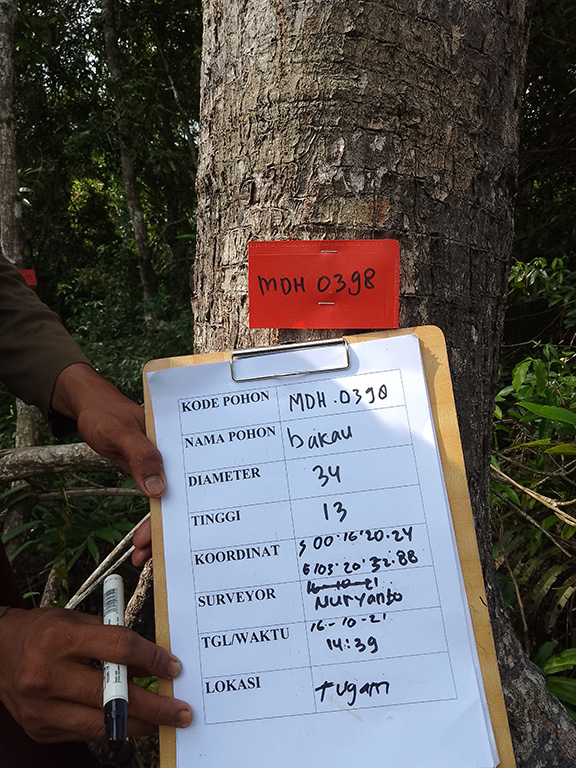 MDH 0398
KODE POHON MDH.0398
NAMA POHON bakau
DIAMETER 34
TINGGI 13
KOORDINAT S 00.16'20.24
E103.20'32.88
SURVEYOR 16-10-21
Nuryanto
TGL/WAKTU 16-10-21
14:39
LOKASI tugam